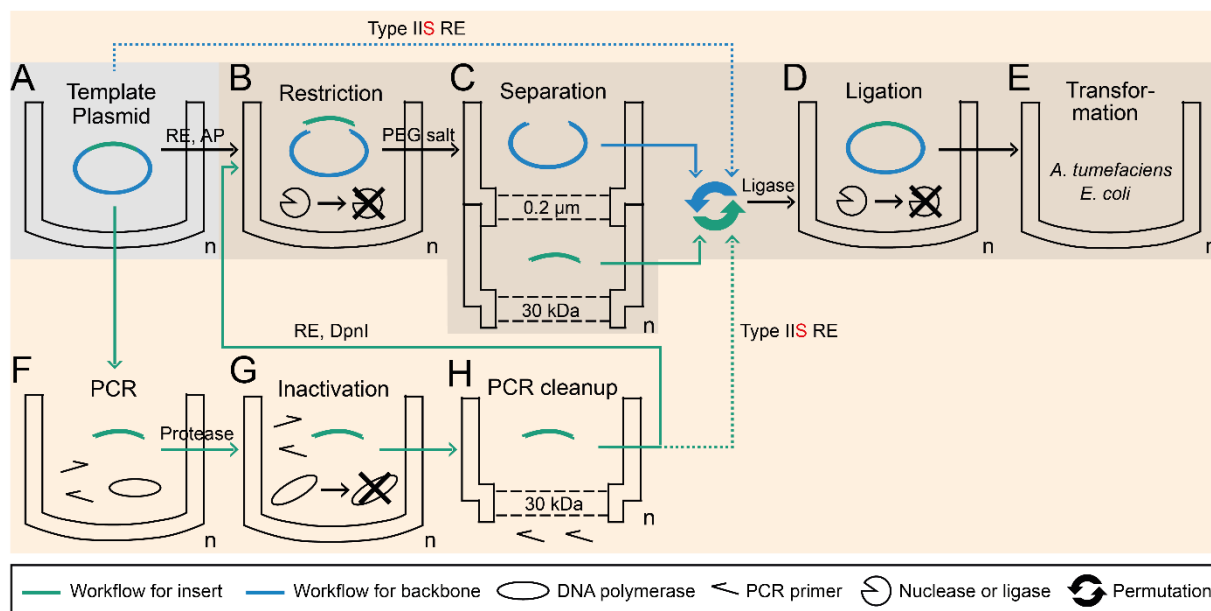 Type IIS RE
A
Template
Plasmid
n
RE, AP
B
Restriction
n
PEG salt
C
Separation
0.2 µm
30 kDa
n
Ligase
D
Ligation
n
E
Transfor-
mation
A. tumefaciens
E. coli
n
RE, DpnI
Type IIS RE
F
PCR
n
Protease
G
Inactivation
n
H
PCR cleanup
30 kDa
n
Workflow for insert
Workflow for backbone
DNA polymerase
PCR primer
Nuclease or ligase
Permutation